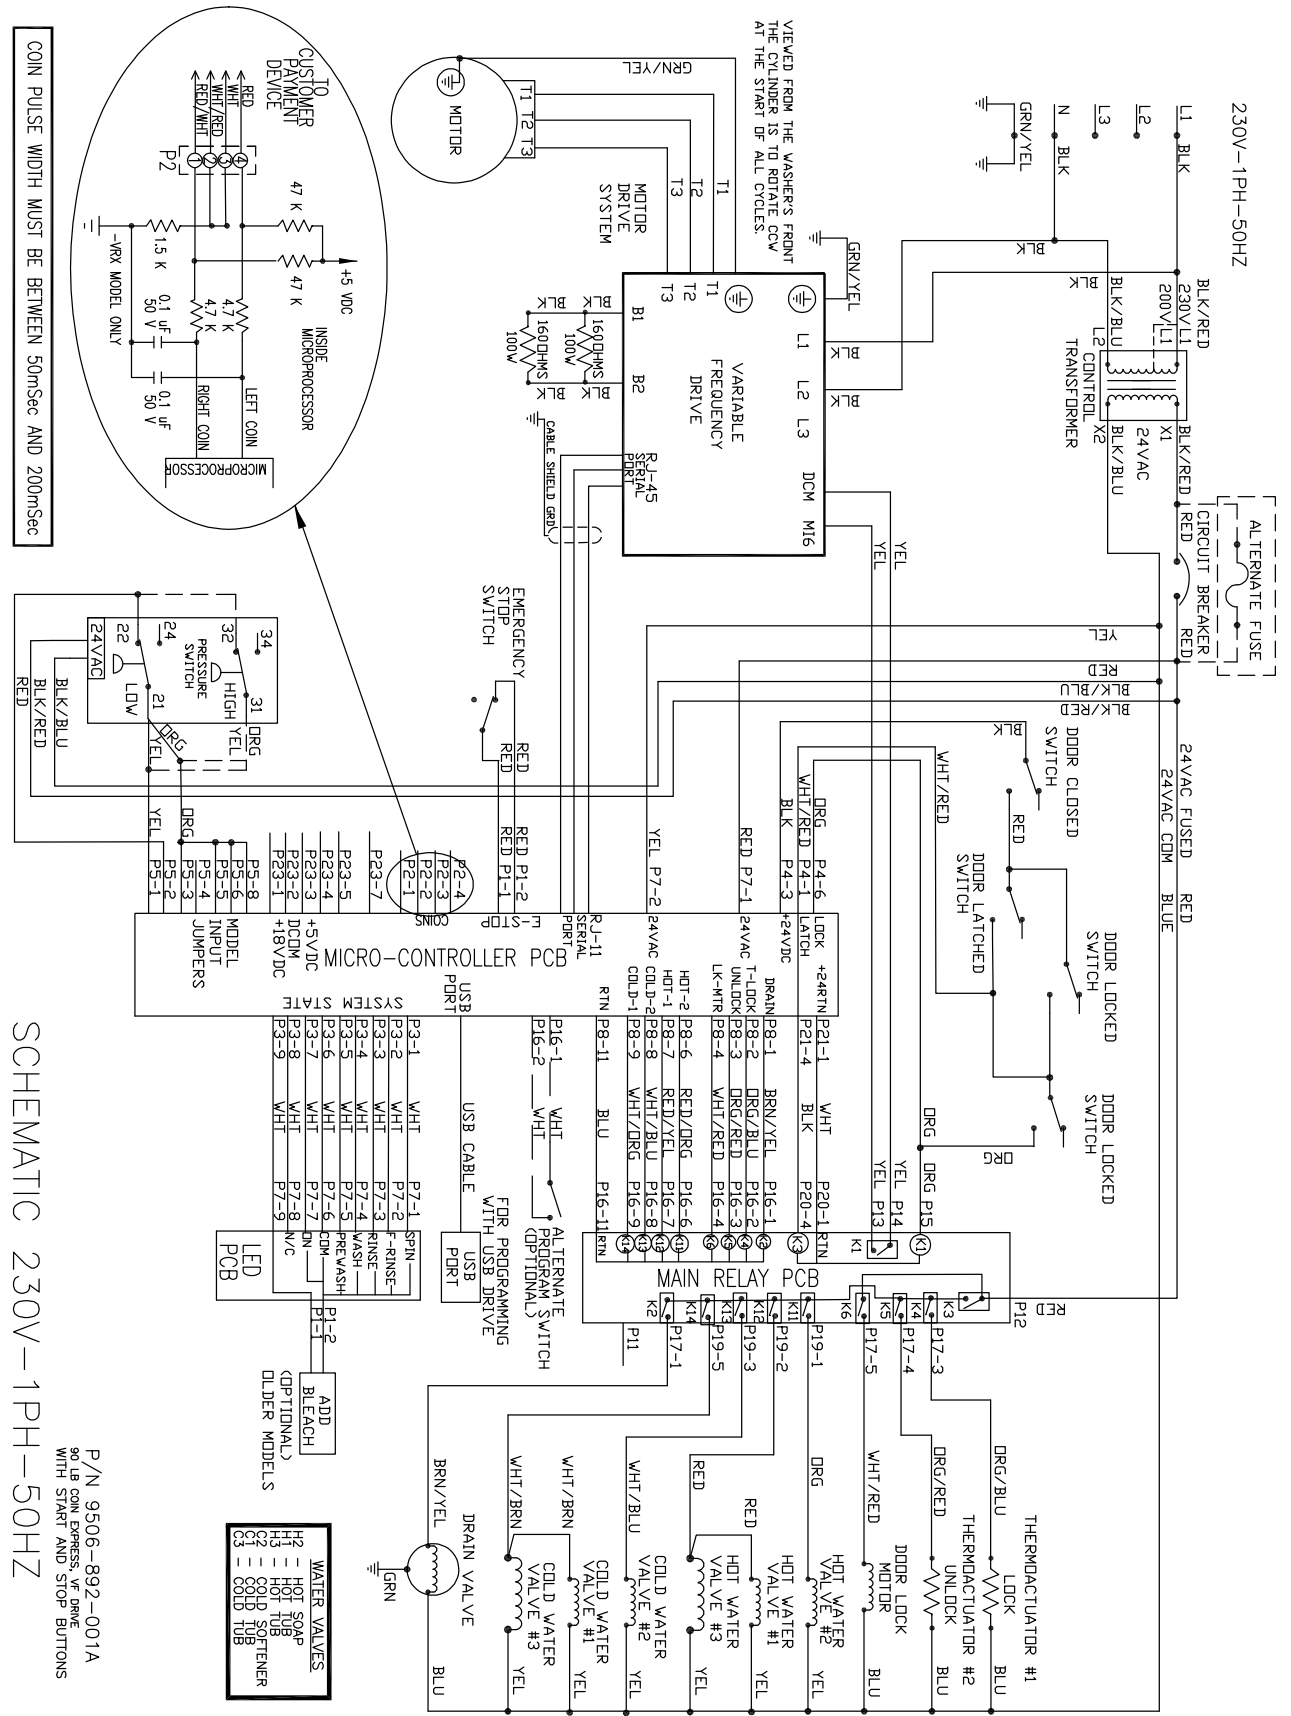 230V-1PH-50HZ
L1
L2
L3
N
BLK
BLK
GRN/YEL
BLK/RED
230V L1
200V L1
BLK/BLU
L2
CONTROL
TRANSFORMER
X1
X2
24VAC
BLK/RED
BLK/BLU
BLK
BLK
ALTERNATE FUSE
CIRCUIT BREAKER
RED
RED
YEL
RED
BLK/BLU
BLK/RED
24VAC FUSED
24VAC COM
RED
BLUE
VIEWED FROM THE WASHER'S FRONT
THE CYLINDER IS TO ROTATE CCW
AT THE START OF ALL CYCLES.
GRN/YEL
MOTOR
T1
T2
T3
T1
T2
T3
MOTOR
DRIVE
SYSTEM
GRN/YEL
T1
T2
T3
L1
L2
L3
DCM
MI6
BLK
BLK
YEL
YEL
VARIABLE
FREQUENCY
DRIVE
B1
B2
BLK
BLK
BLK
BLK
160OHMS
100W
160OHMS
100W
RJ-45
SERIAL
PORT
CABLE SHIELD GRD
TO
CUSTOMER
PAYMENT
DEVICE
RED
WHT
WHT/RED
RED/WHT
4
3
2
1
P2
47 K
47 K
+5 VDC
1.5 K
4.7 K
4.7 K
-VRX MODEL ONLY
0.1 uF
50 V
0.1 uF
50 V
INSIDE
MICROPROCESSOR
LEFT COIN
RIGHT COIN
MICROPROCESSOR
COIN PULSE WIDTH MUST BE BETWEEN 50mSec AND 200mSec
EMERGENCY
STOP
SWITCH
RED
RED
RED P1-2
RED P1-1
34
32
31
HIGH
PRESSURE
SWITCH
24
22
21
LOW
24VAC
ORG
YEL
ORG
YEL
BLK/BLU
BLK/RED
RED
ORG
YEL
DOOR CLOSED
SWITCH
BLK
RED
DOOR LATCHED
SWITCH
DOOR LOCKED
SWITCH
DOOR LOCKED
SWITCH
WHT/RED
ORG
ORG
ORG P4-6
WHT/RED P4-1
BLK P4-3
RED P7-1
YEL P7-2
P2-4
P2-3
P2-2
P2-1
P23-7
P23-5
P23-4
P23-3
P23-2
P23-1
P5-8
P5-6
P5-5
P5-4
P5-3
P5-2
P5-1
LOCK
LATCH
+24VDC
24VAC
24VAC
RJ-11
SERIAL
PORT
E-STOP
COINS
+5VDC
DCOM
+18VDC
MODEL
INPUT
JUMPERS
MICRO-CONTROLLER PCB
+24RTN
DRAIN
T-LOCK
UNLOCK
LK-MTR
HOT-2
HOT-1
COLD-2
COLD-1
RTN
USB
PORT
SYSTEM STATE
P21-1 WHT P20-1
P21-4 BLK P20-4
P8-1 BRN/YEL P16-1
P8-2 ORG/BLU P16-2
P8-3 ORG/RED P16-3
P8-4 WHT/RED P16-4
P8-6 RED/ORG P16-6
P8-7 RED/YEL P16-7
P8-8 WHT/BLU P16-8
P8-9 WHT/ORG P16-9
P8-11 BLU P16-11
P16-1 WHT
P16-2 WHT
ALTERNATE
PROGRAM SWITCH
(OPTIONAL)
USB CABLE
USB
PORT
FOR PROGRAMMING
WITH USB DRIVE
P3-1 WHT P7-1
P3-2 WHT P7-2
P3-3 WHT P7-3
P3-4 WHT P7-4
P3-5 WHT P7-5
P3-6 WHT P7-6
P3-7 WHT P7-7
P3-8 WHT P7-8
P3-9 WHT P7-9
SPIN
F-RINSE
RINSE
WASH
PREWASH
COM
ON
N/C
LED
PCB
P1-2
P1-1
ADD
BLEACH
(OPTIONAL)
OLDER MODELS
ORG P15
YEL P14
YEL P13
K1
K1
RTN
K3
K2
K4
K5
K6
K11
K12
K13
K14
RTN
MAIN RELAY PCB
RED
P12
K3
K4
K5
K6
K11
K12
K13
K14
K2
P17-3
P17-4
P17-5
P19-1
P19-2
P19-3
P19-5
P17-1
P11
ORG/BLU
THERMOACTUATOR #1
LOCK
BLU
ORG/RED
THERMOACTUATOR #2
UNLOCK
BLU
WHT/RED
DOOR LOCK
MOTOR
BLU
ORG
HOT WATER
VALVE #2
YEL
RED
HOT WATER
VALVE #1
YEL
RED
HOT WATER
VALVE #3
YEL
WHT/BLU
COLD WATER
VALVE #2
YEL
WHT/BRN
COLD WATER
VALVE #1
YEL
WHT/BRN
COLD WATER
VALVE #3
YEL
BRN/YEL
DRAIN VALVE
GRN
BLU
WATER VALVES
H2 - HOT SOAP
H1 - HOT TUB
H3 - HOT TUB
C2 - COLD SOFTENER
C1 - COLD TUB
C3 - COLD TUB
SCHEMATIC 230V-1PH-50HZ
P/N 9506-892-001A
90 LB COIN EXPRESS, VF DRIVE
WITH START AND STOP BUTTONS